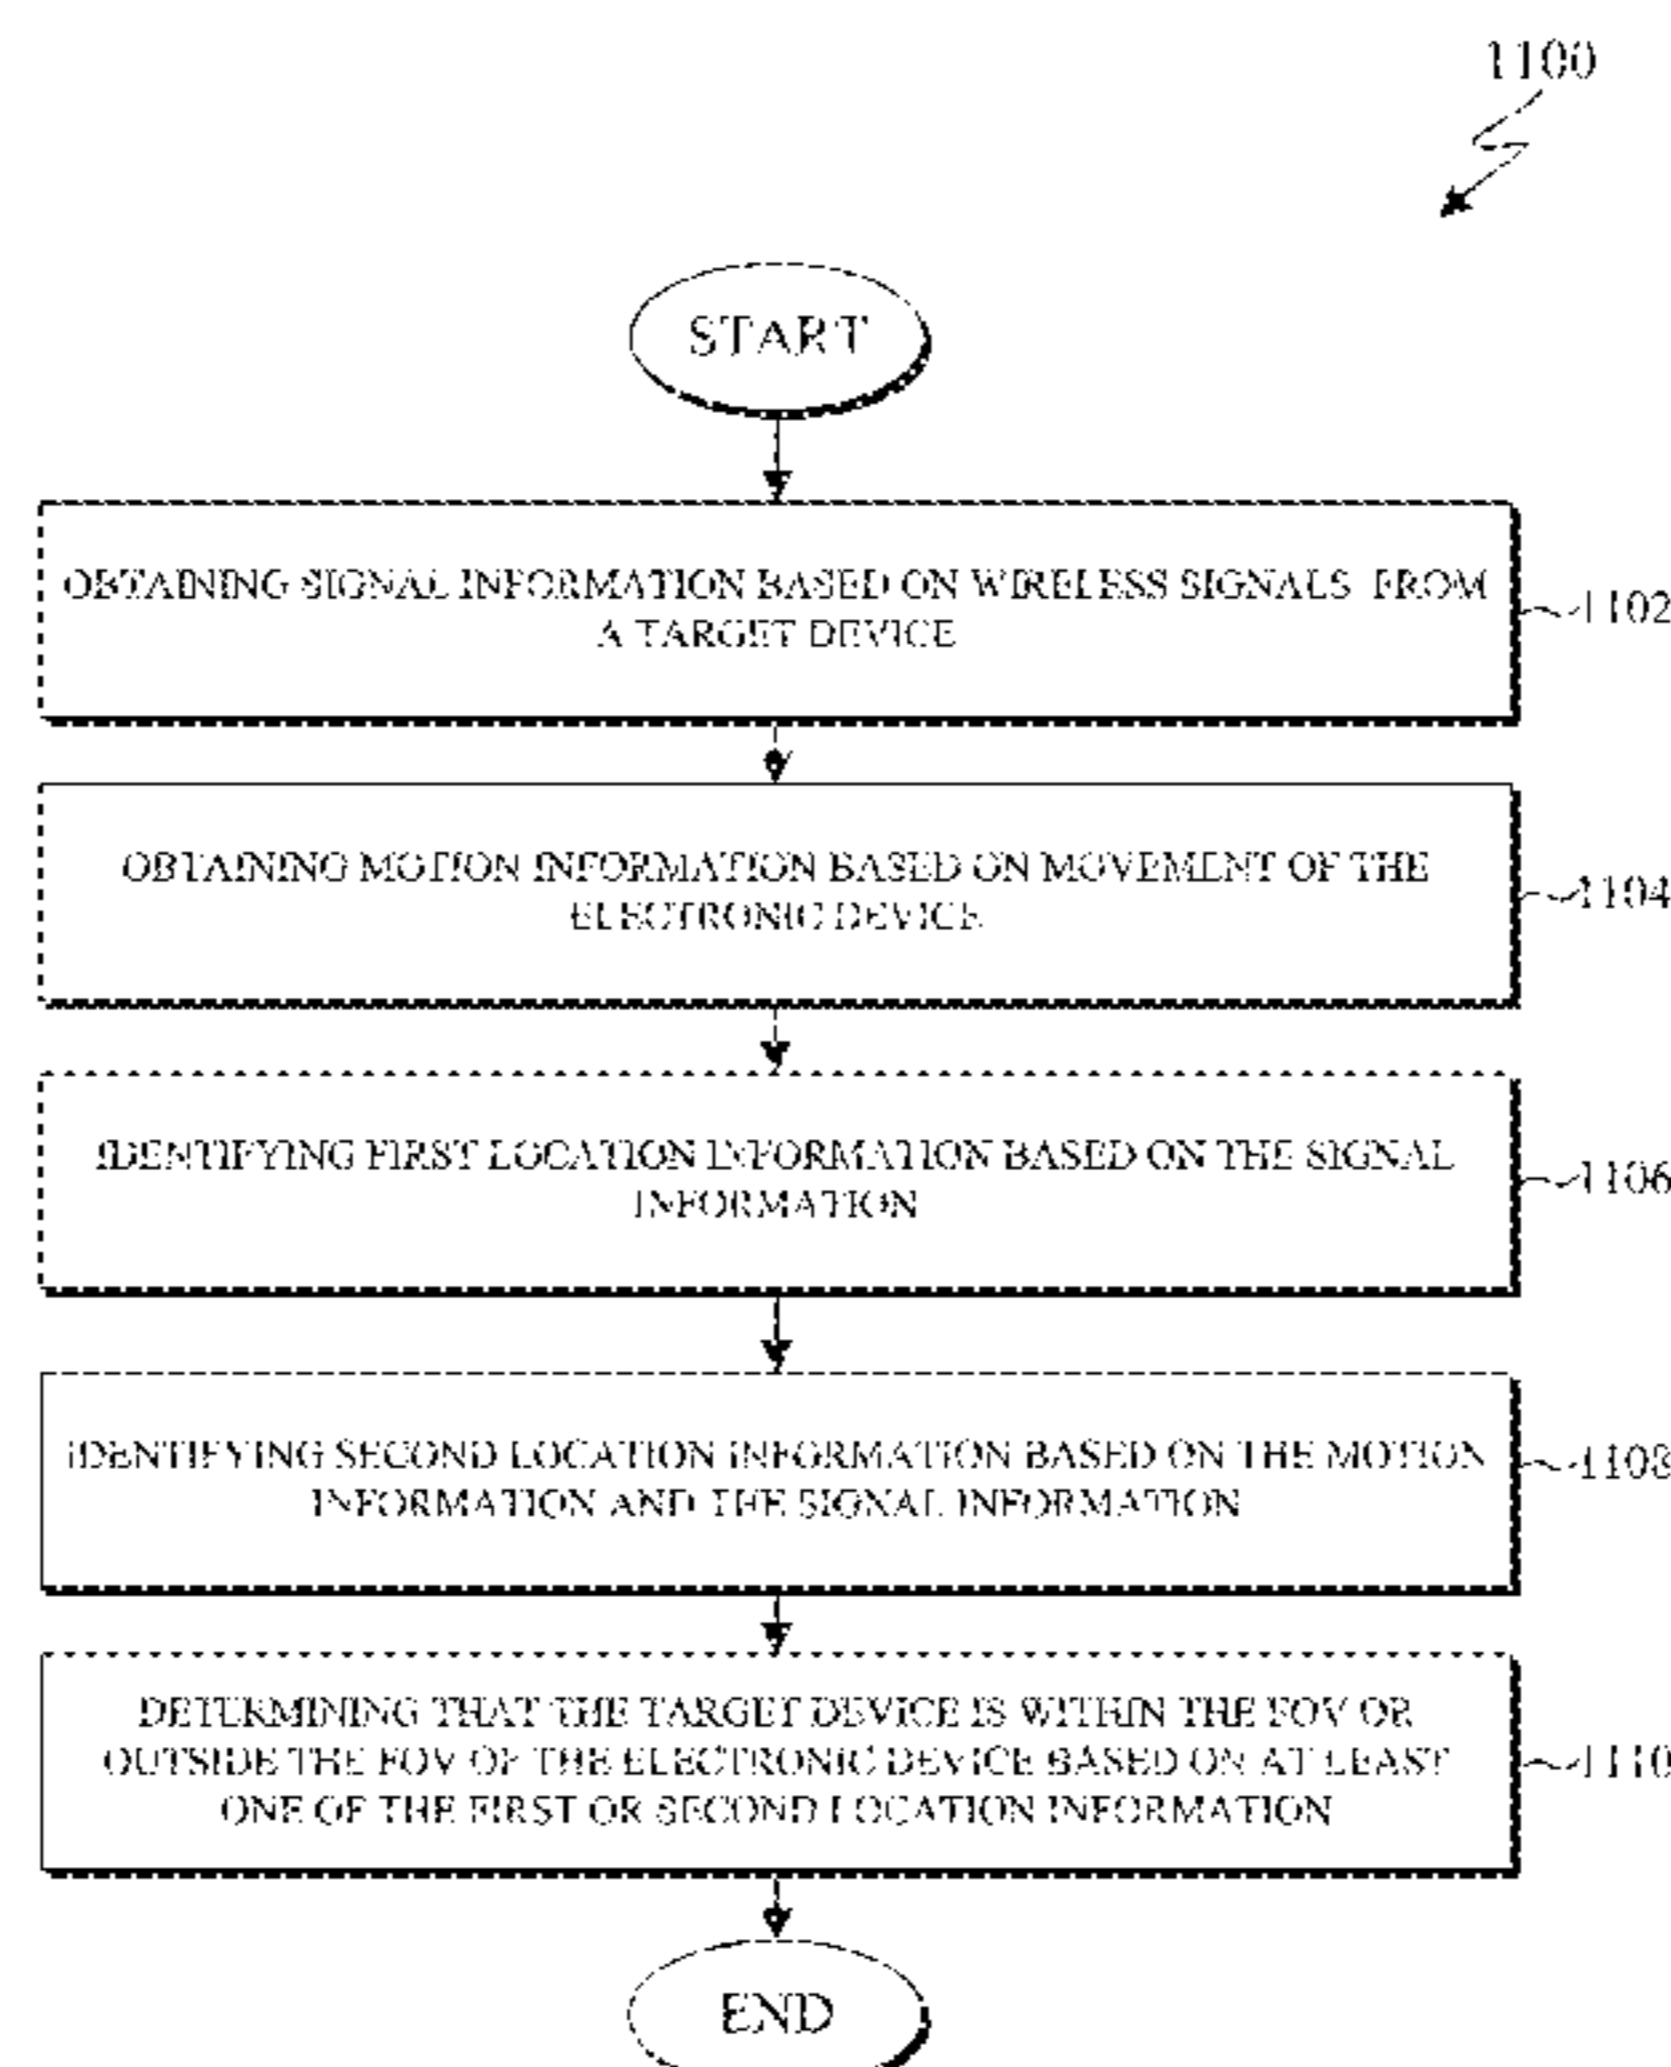 1100
START
OBTAINING SIGNAL INFORMATION BASED ON WIRELESS SIGNALS FROM
A TARGET DEVICE
1102
OBTAINING MOTION INFORMATION BASED ON MOVEMENT OF THE
ELECTRONIC DEVICE
1104
IDENTIFYING FIRST LOCATION INFORMATION BASED ON THE SIGNAL
INFORMATION
1106
IDENTIFYING SECOND LOCATION INFORMATION BASED ON THE MOTION
INFORMATION AND THE SIGNAL INFORMATION
1108
DETERMINING THAT THE TARGET DEVICE IS WITHIN THE FOV OR
OUTSIDE THE FOV OF THE ELECTRONIC DEVICE BASED ON AT LEAST
ONE OF THE FIRST OR SECOND LOCATION INFORMATION
1110
END